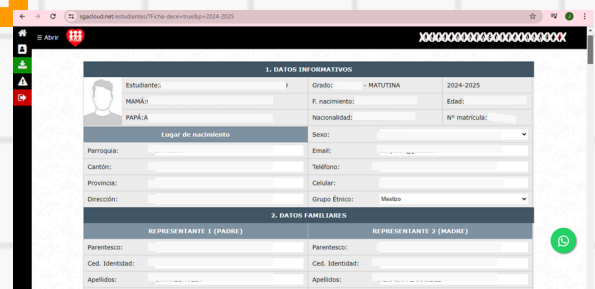 sgacloud.net/estudiantes/?Ficha-dece=true&p=2024-2025
≡ Abrir
XXXXXXXXXXXXXXXXXXXXXXXX
1. DATOS INFORMATIVOS
Estudiante: Grado: - MATUTINA 2024-2025
MAMÁ: F. nacimiento: Edad:
PAPÁ:A Nacionalidad: Nº matrícula:
Lugar de nacimiento Sexo:
Parroquia: Email:
Cantón: Teléfono:
Provincia: Celular:
Dirección: Grupo Étnico: Mestizo
2. DATOS FAMILIARES
REPRESENTANTE 1 (PADRE) REPRESENTANTE 2 (MADRE)
Parentesco: Parentesco:
Ced. Identidad: Ced. Identidad:
Apellidos: Apellidos: